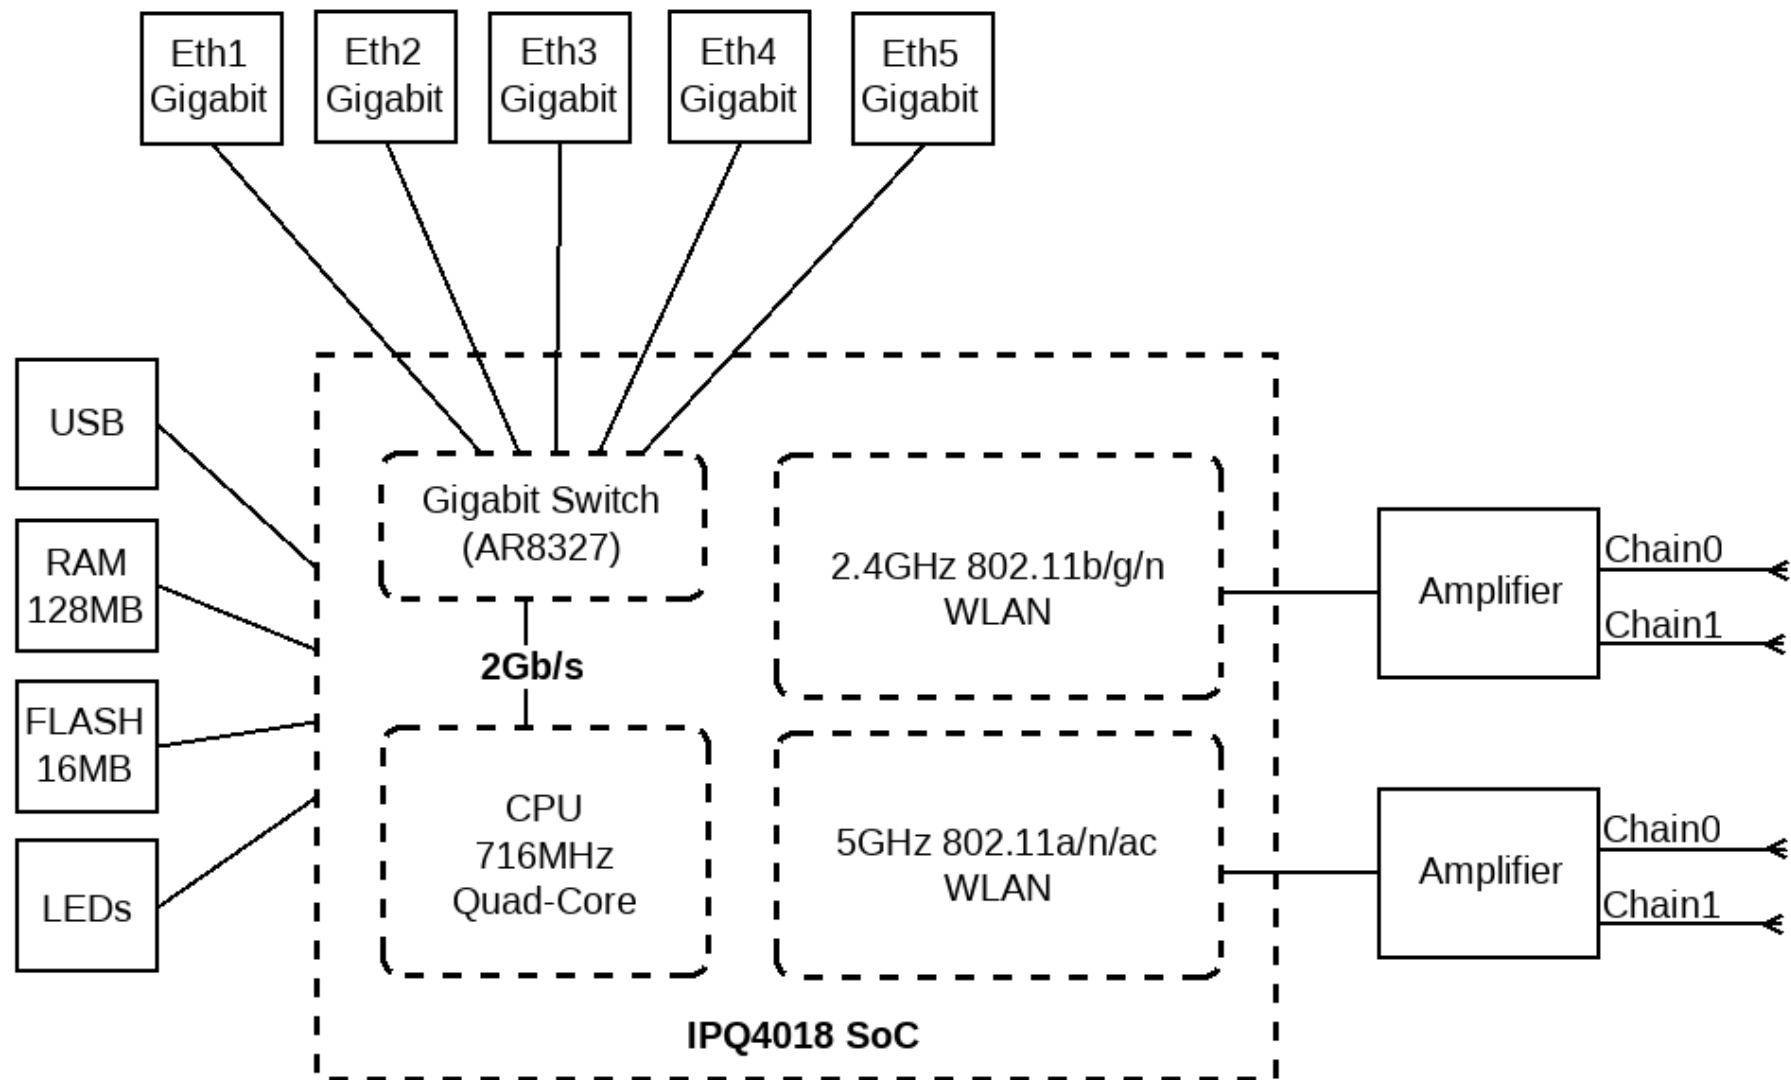 Eth1
Gigabit
Eth2
Gigabit
Eth3
Gigabit
Eth4
Gigabit
Eth5
Gigabit
USB
RAM
128MB
FLASH
16MB
LEDs
Gigabit Switch
(AR8327)
2Gb/s
CPU
716MHz
Quad-Core
2.4GHz 802.11b/g/n
WLAN
5GHz 802.11a/n/ac
WLAN
IPQ4018 SoC
Amplifier
Chain0
Chain1
Amplifier
Chain0
Chain1